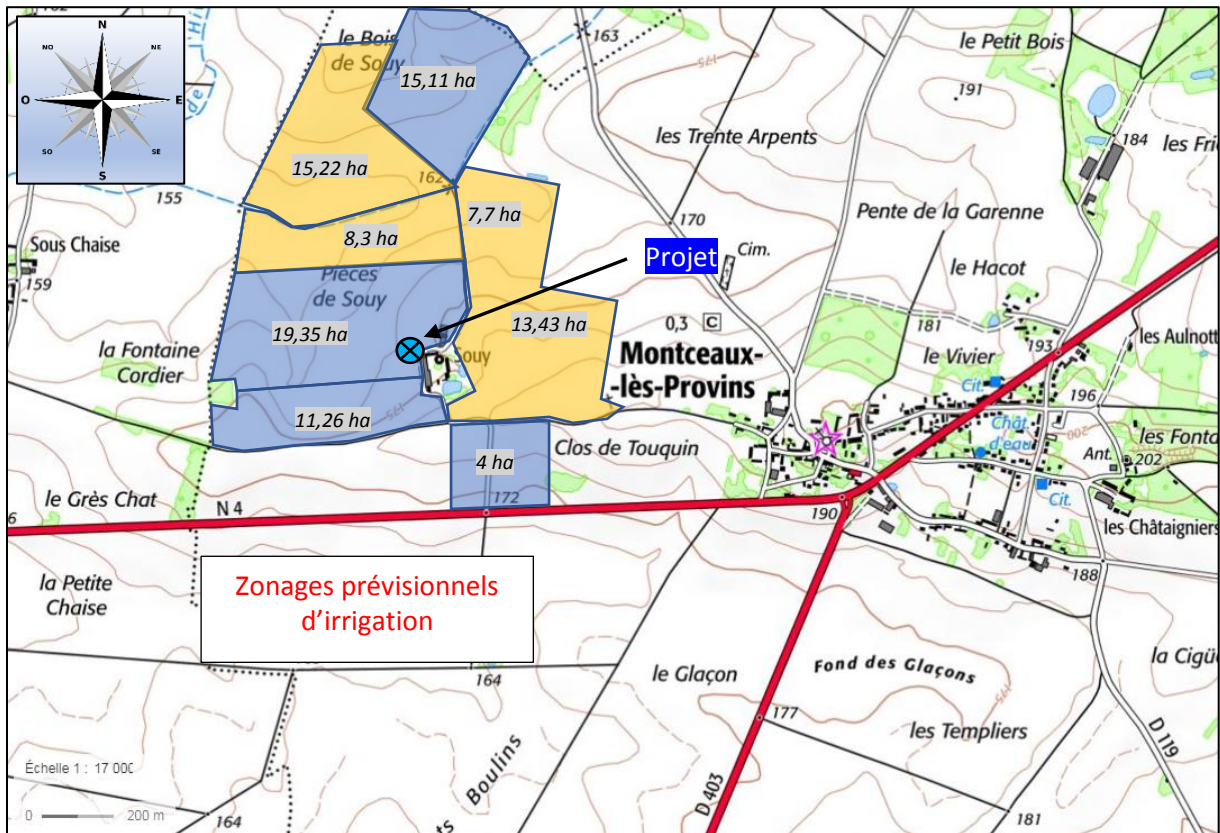 N
NO
NE
O
E
SO
SE
S
le Bois
de Souy
15,11 ha
163
175
le Petit Bois
191
184
les Trente Arpents
15,22 ha
162
155
7,7 ha
170
Pente de la Garenne
Sous Chaise
159
8,3 ha
Projet
Cim.
le Hacot
Pièces
de Souy
181
19,35 ha
13,43 ha
0,3 C
193
les Aulnott
la Fontaine
Cordier
Souy
Montceaux-
-lès-Provins
le Vivier
Cit.
196
175
11,26 ha
Chât.
d'eau
200
les Fonta
Ant.
202
4 ha
Clos de Touquin
le Grès Chat
N 4
172
190
Cit.
les Châtaigniers
188
Zonages prévisionnels
d'irrigation
la Petite
Chaise
164
le Glaçon
Fond des Glaçons
175
la Cigü
177
les Templiers
D 119
Échelle 1 : 17 000
0 200 m
164
Boulins
D 403
181